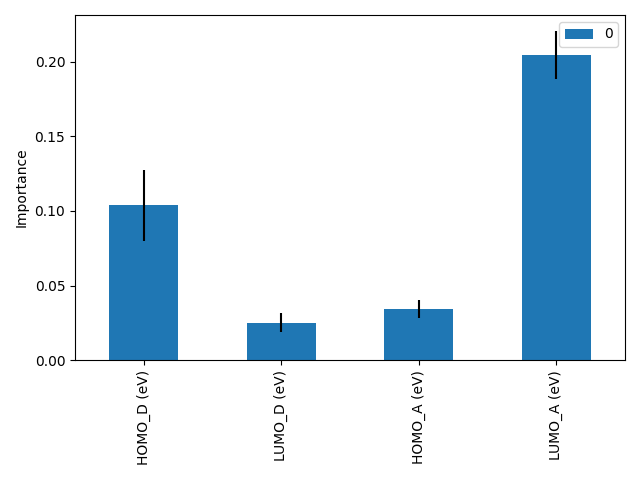 0
0.20
0.15
0.10
0.05
0.00
Importance
HOMO_D (eV)
LUMO_D (eV)
HOMO_A (eV)
LUMO_A (eV)